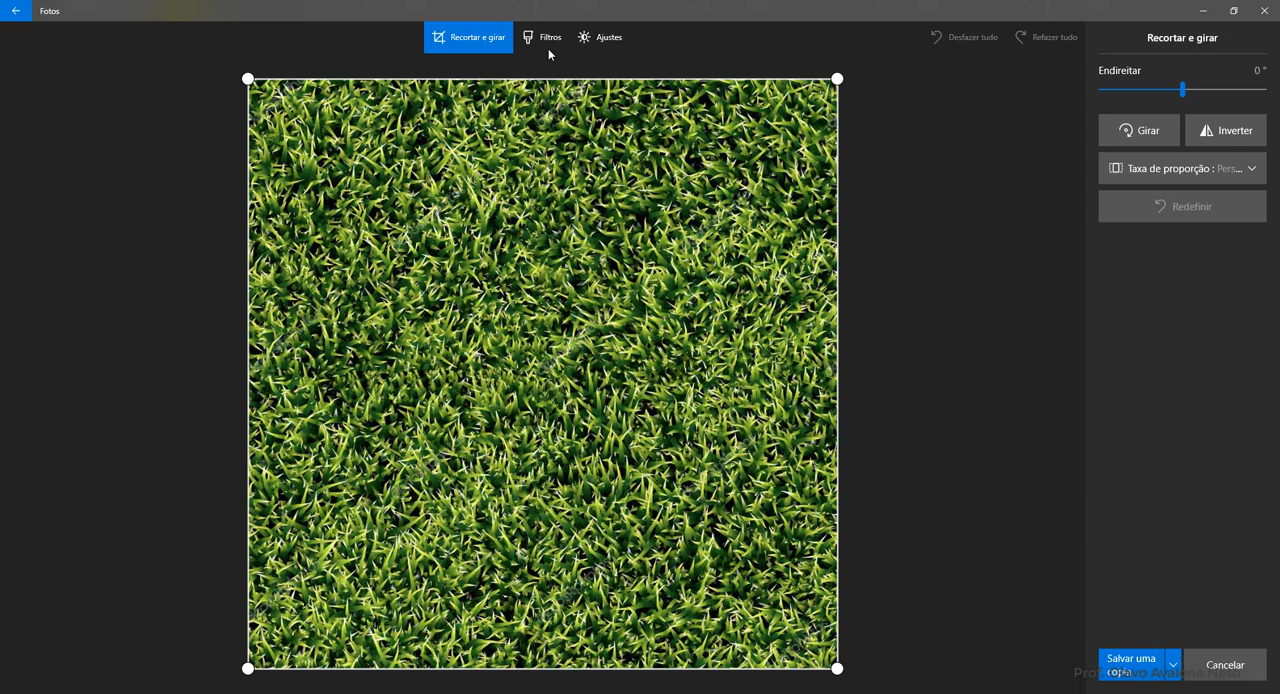 Fotos
Recortar e girar
Filtros
Ajustes
Desfazer tudo
Refazer tudo
Recortar e girar
Endireitar
0 °
Girar
Inverter
Taxa de proporção : Pers...
Redefinir
Salvar uma
cópia
Cancelar